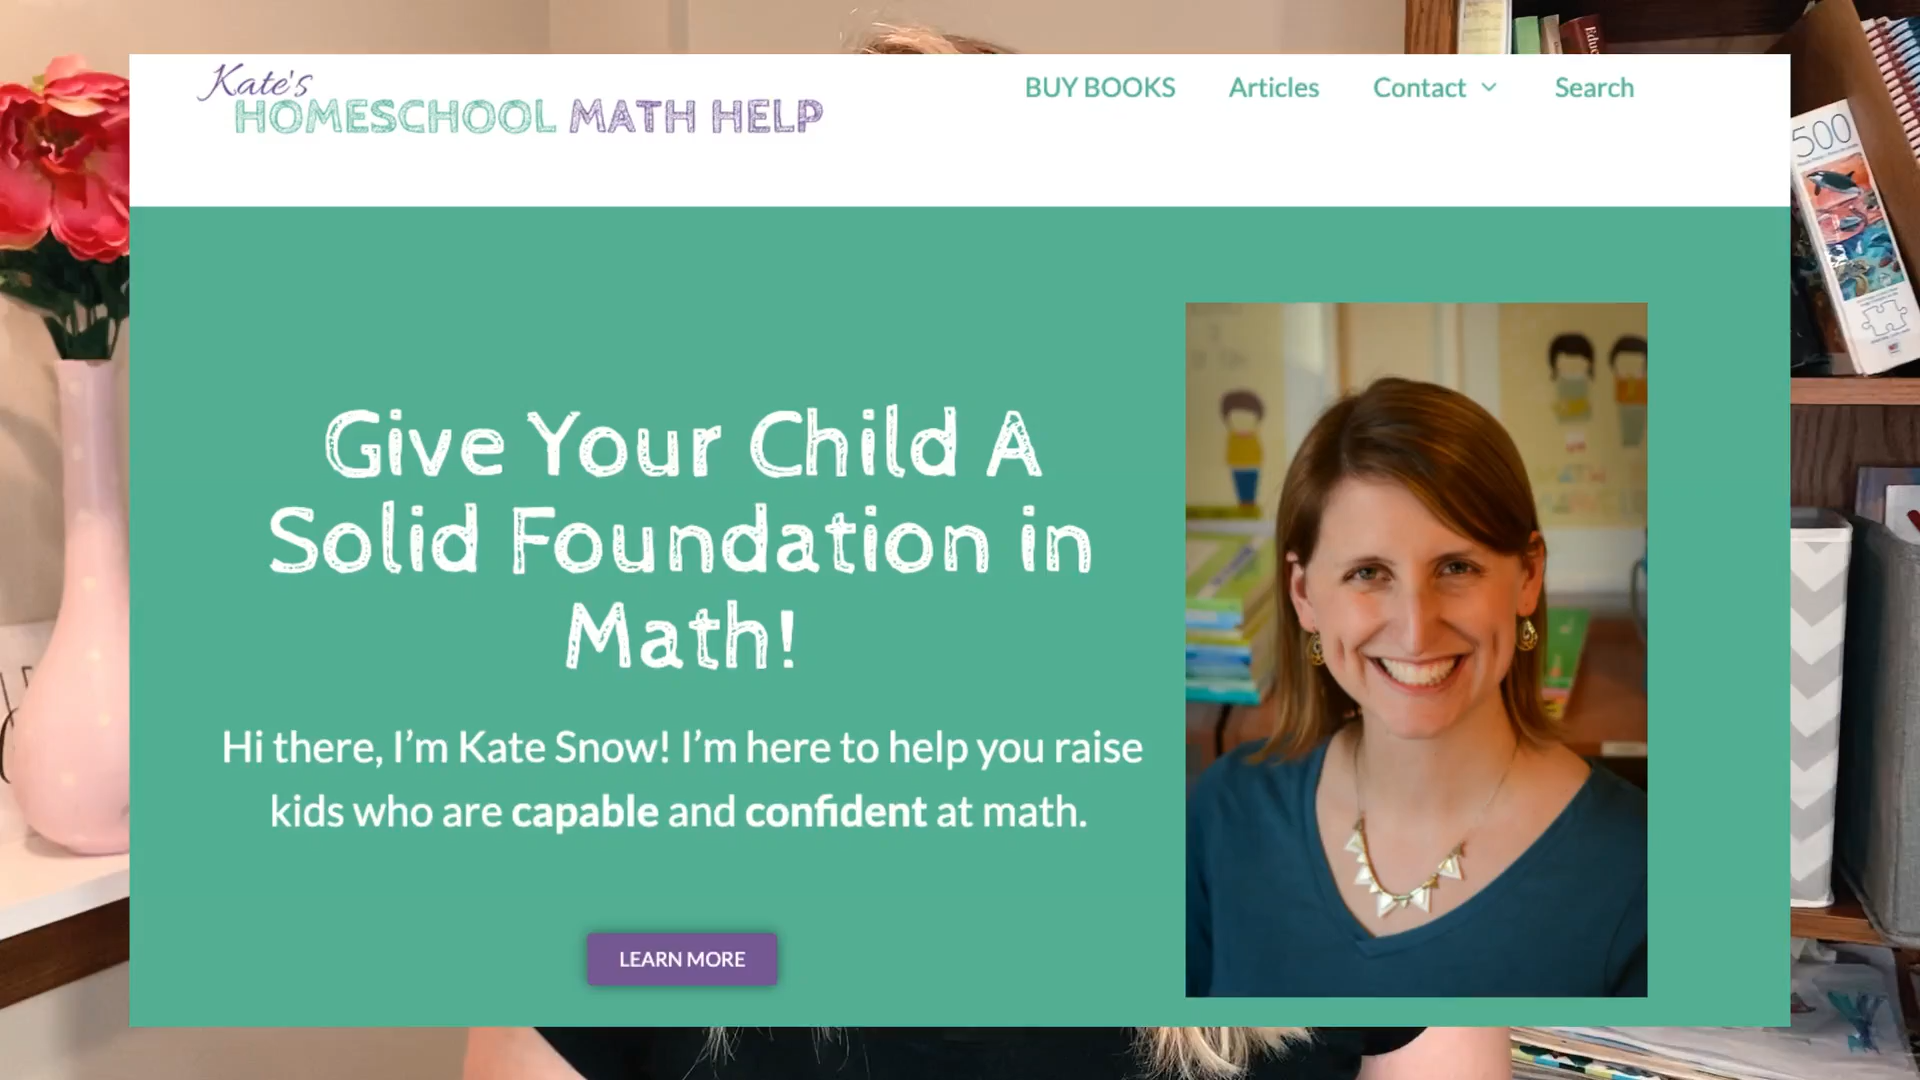 Kate's
HOMESCHOOL MATH HELP
BUY BOOKS
Articles
Contact
Search
Give Your Child A
Solid Foundation in
Math!
Hi there, I’m Kate Snow! I’m here to help you raise
kids who are capable and confident at math.
LEARN MORE
500